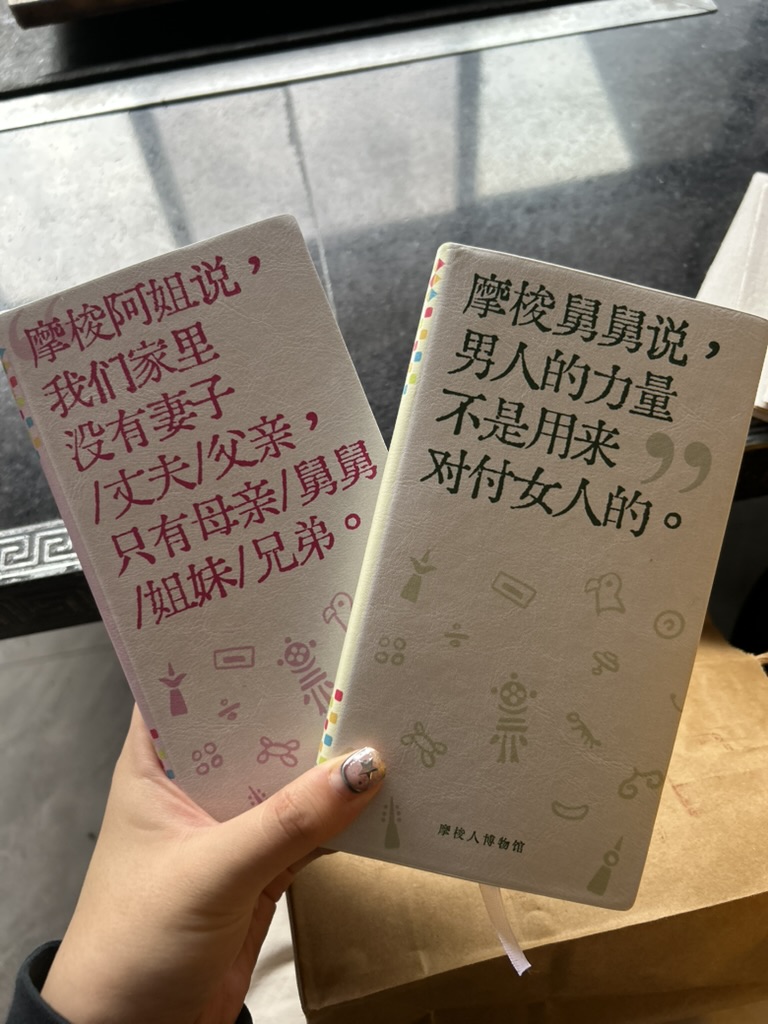 “摩梭阿姐说，
我们家里
没有妻子
/丈夫/父亲，
只有母亲/舅舅
/姐妹/兄弟。
摩梭舅舅说，
男人的力量
不是用来
对付女人的。”
摩梭人博物馆